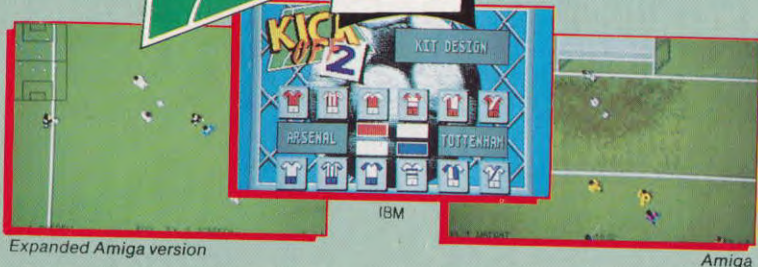 KICK
OFF
2
KIT DESIGN
ARSENAL
TOTTENHAM
IBM
Expanded Amiga version
Amiga